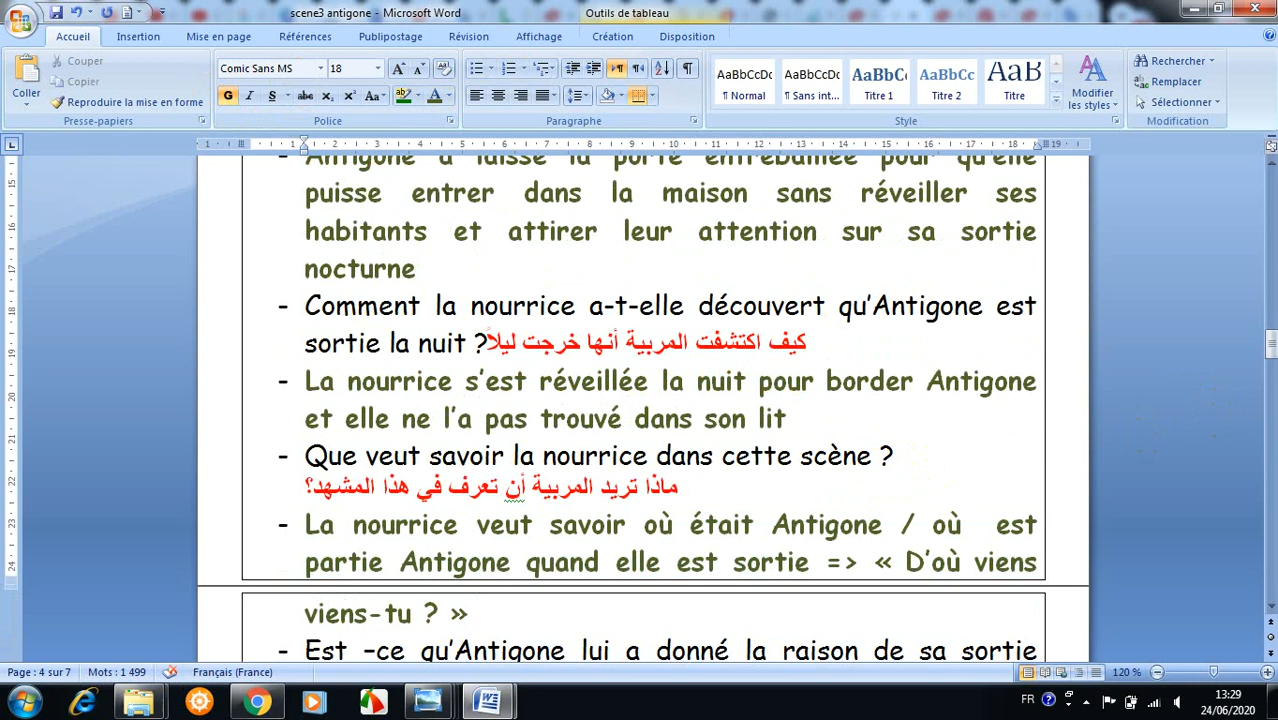 scene3 antigone - Microsoft Word
Outils de tableau
Accueil Insertion Mise en page Références Publipostage Révision Affichage Création Disposition
Coller
Couper
Copier
Reproduire la mise en forme
Presse-papiers
Comic Sans MS 18
Police
Paragraphe
AaBbCcDc AaBbCcDc AaBbCc AaBbCc AaB
¶ Normal ¶ Sans int... Titre 1 Titre 2 Titre
Modifier les styles
Style
Rechercher
Remplacer
Sélectionner
Modification
- Antigone a laissé la porte entrebâillée pour qu'elle
puisse entrer dans la maison sans réveiller ses
habitants et attirer leur attention sur sa sortie
nocturne
- Comment la nourrice a-t-elle découvert qu'Antigone est
sortie la nuit ?كيف اكتشفت المربية أنها خرجت ليلاً
- La nourrice s'est réveillée la nuit pour border Antigone
et elle ne l'a pas trouvé dans son lit
- Que veut savoir la nourrice dans cette scène ?
ماذا تريد المربية أن تعرف في هذا المشهد؟
- La nourrice veut savoir où était Antigone / où est
partie Antigone quand elle est sortie => « D'où viens
viens-tu ? »
- Est –ce qu'Antigone lui a donné la raison de sa sortie
Page : 4 sur 7 Mots : 1 499 Français (France) 120 %
FR 13:29
24/06/2020